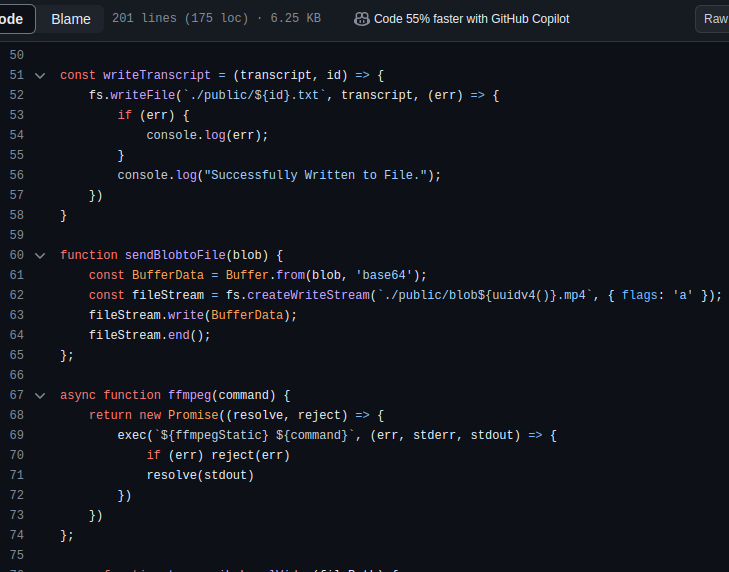 ode Blame 201 lines (175 loc) · 6.25 KB Code 55% faster with GitHub Copilot Raw
50
51 const writeTranscript = (transcript, id) => {
52 fs.writeFile(`./public/${id}.txt`, transcript, (err) => {
53 if (err) {
54 console.log(err);
55 }
56 console.log("Successfully Written to File.");
57 })
58 }
59
60 function sendBlobtoFile(blob) {
61 const BufferData = Buffer.from(blob, 'base64');
62 const fileStream = fs.createWriteStream(`./public/blob${uuidv4()}.mp4`, { flags: 'a' });
63 fileStream.write(BufferData);
64 fileStream.end();
65 };
66
67 async function ffmpeg(command) {
68 return new Promise((resolve, reject) => {
69 exec(`${ffmpegStatic} ${command}`, (err, stderr, stdout) => {
70 if (err) reject(err)
71 resolve(stdout)
72 })
73 })
74 };
75